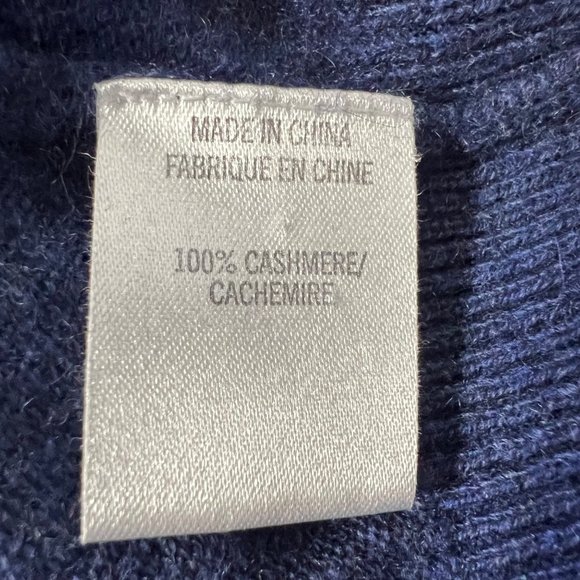 MADE IN CHINA
FABRIQUE EN CHINE
100% CASHMERE/
CACHEMIRE